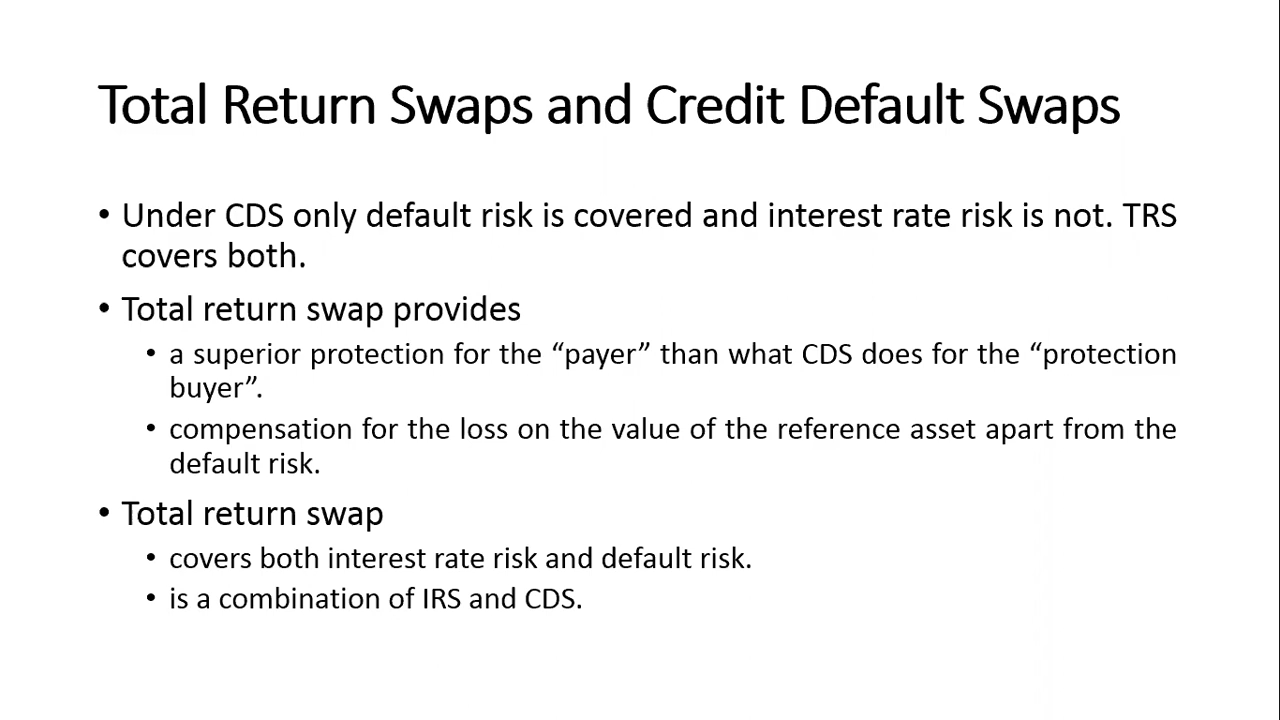 Total Return Swaps and Credit Default Swaps
• Under CDS only default risk is covered and interest rate risk is not. TRS
covers both.
• Total return swap provides
• a superior protection for the “payer” than what CDS does for the “protection
buyer”.
• compensation for the loss on the value of the reference asset apart from the
default risk.
• Total return swap
• covers both interest rate risk and default risk.
• is a combination of IRS and CDS.